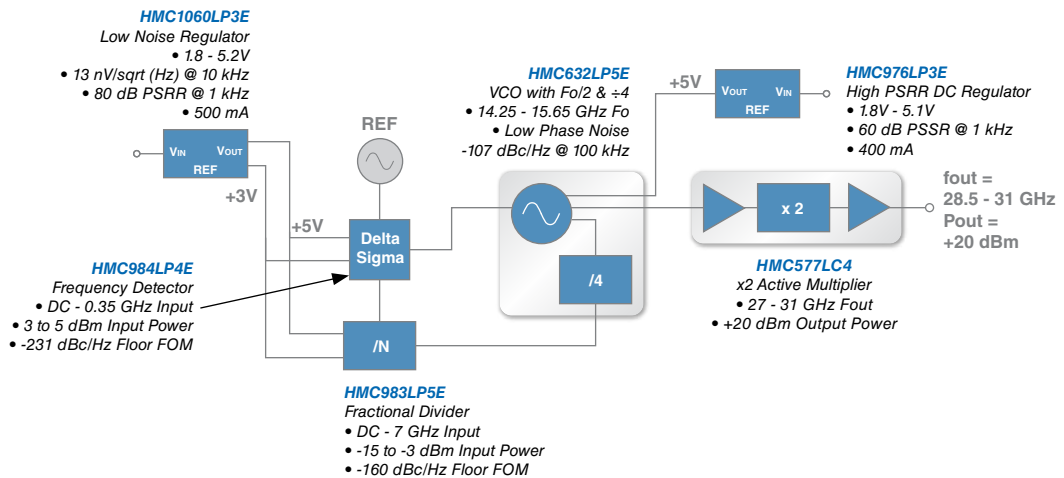 HMC1060LP3E
Low Noise Regulator
• 1.8 - 5.2V
• 13 nV/sqrt (Hz) @ 10 kHz
• 80 dB PSRR @ 1 kHz
• 500 mA
VIN
VOUT
REF
+3V
+5V
REF
Delta
Sigma
HMC984LP4E
Frequency Detector
• DC - 0.35 GHz Input
• 3 to 5 dBm Input Power
• -231 dBc/Hz Floor FOM
/N
HMC983LP5E
Fractional Divider
• DC - 7 GHz Input
• -15 to -3 dBm Input Power
• -160 dBc/Hz Floor FOM
HMC632LP5E
VCO with Fo/2 & ÷4
• 14.25 - 15.65 GHz Fo
• Low Phase Noise
-107 dBc/Hz @ 100 kHz
/4
+5V
VOUT
VIN
REF
HMC976LP3E
High PSRR DC Regulator
• 1.8V - 5.1V
• 60 dB PSSR @ 1 kHz
• 400 mA
x 2
HMC577LC4
x2 Active Multiplier
• 27 - 31 GHz Fout
• +20 dBm Output Power
fout =
28.5 - 31 GHz
Pout =
+20 dBm